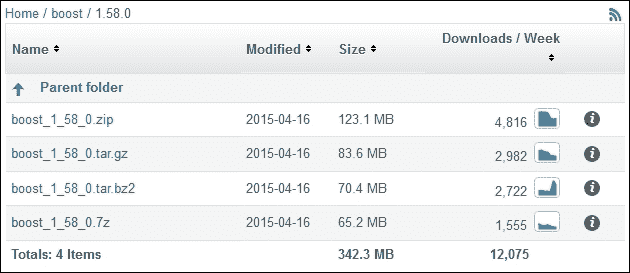 Home / boost / 1.58.0
Name Modified Size Downloads / Week
Parent folder
boost_1_58_0.zip 2015-04-16 123.1 MB 4,816
boost_1_58_0.tar.gz 2015-04-16 83.6 MB 2,982
boost_1_58_0.tar.bz2 2015-04-16 70.4 MB 2,722
boost_1_58_0.7z 2015-04-16 65.2 MB 1,555
Totals: 4 Items 342.3 MB 12,075